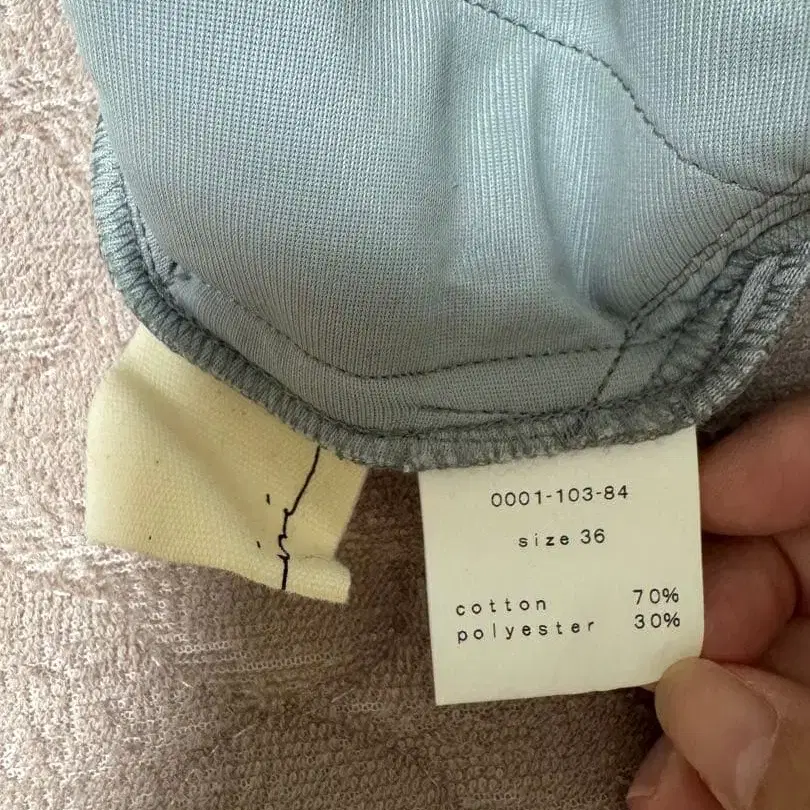 0001-103-84
size 36
cotton 70%
polyester 30%